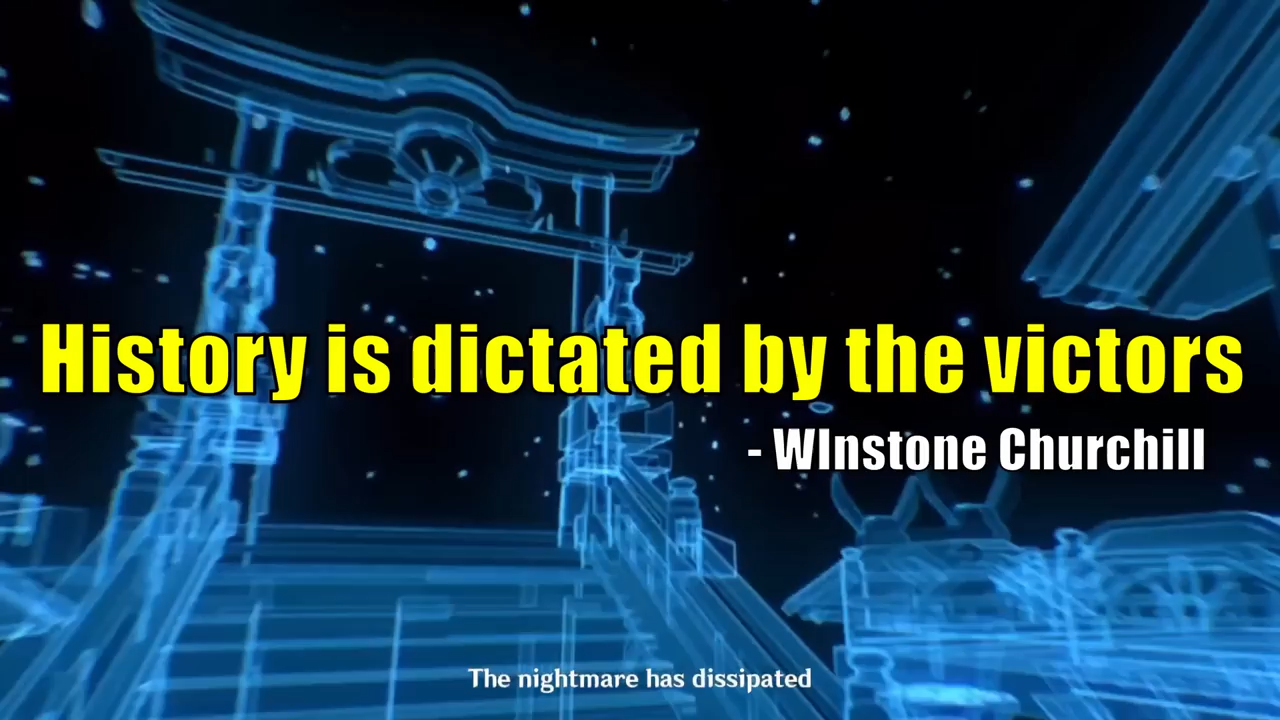 History is dictated by the victors
- WInstone Churchill
The nightmare has dissipated